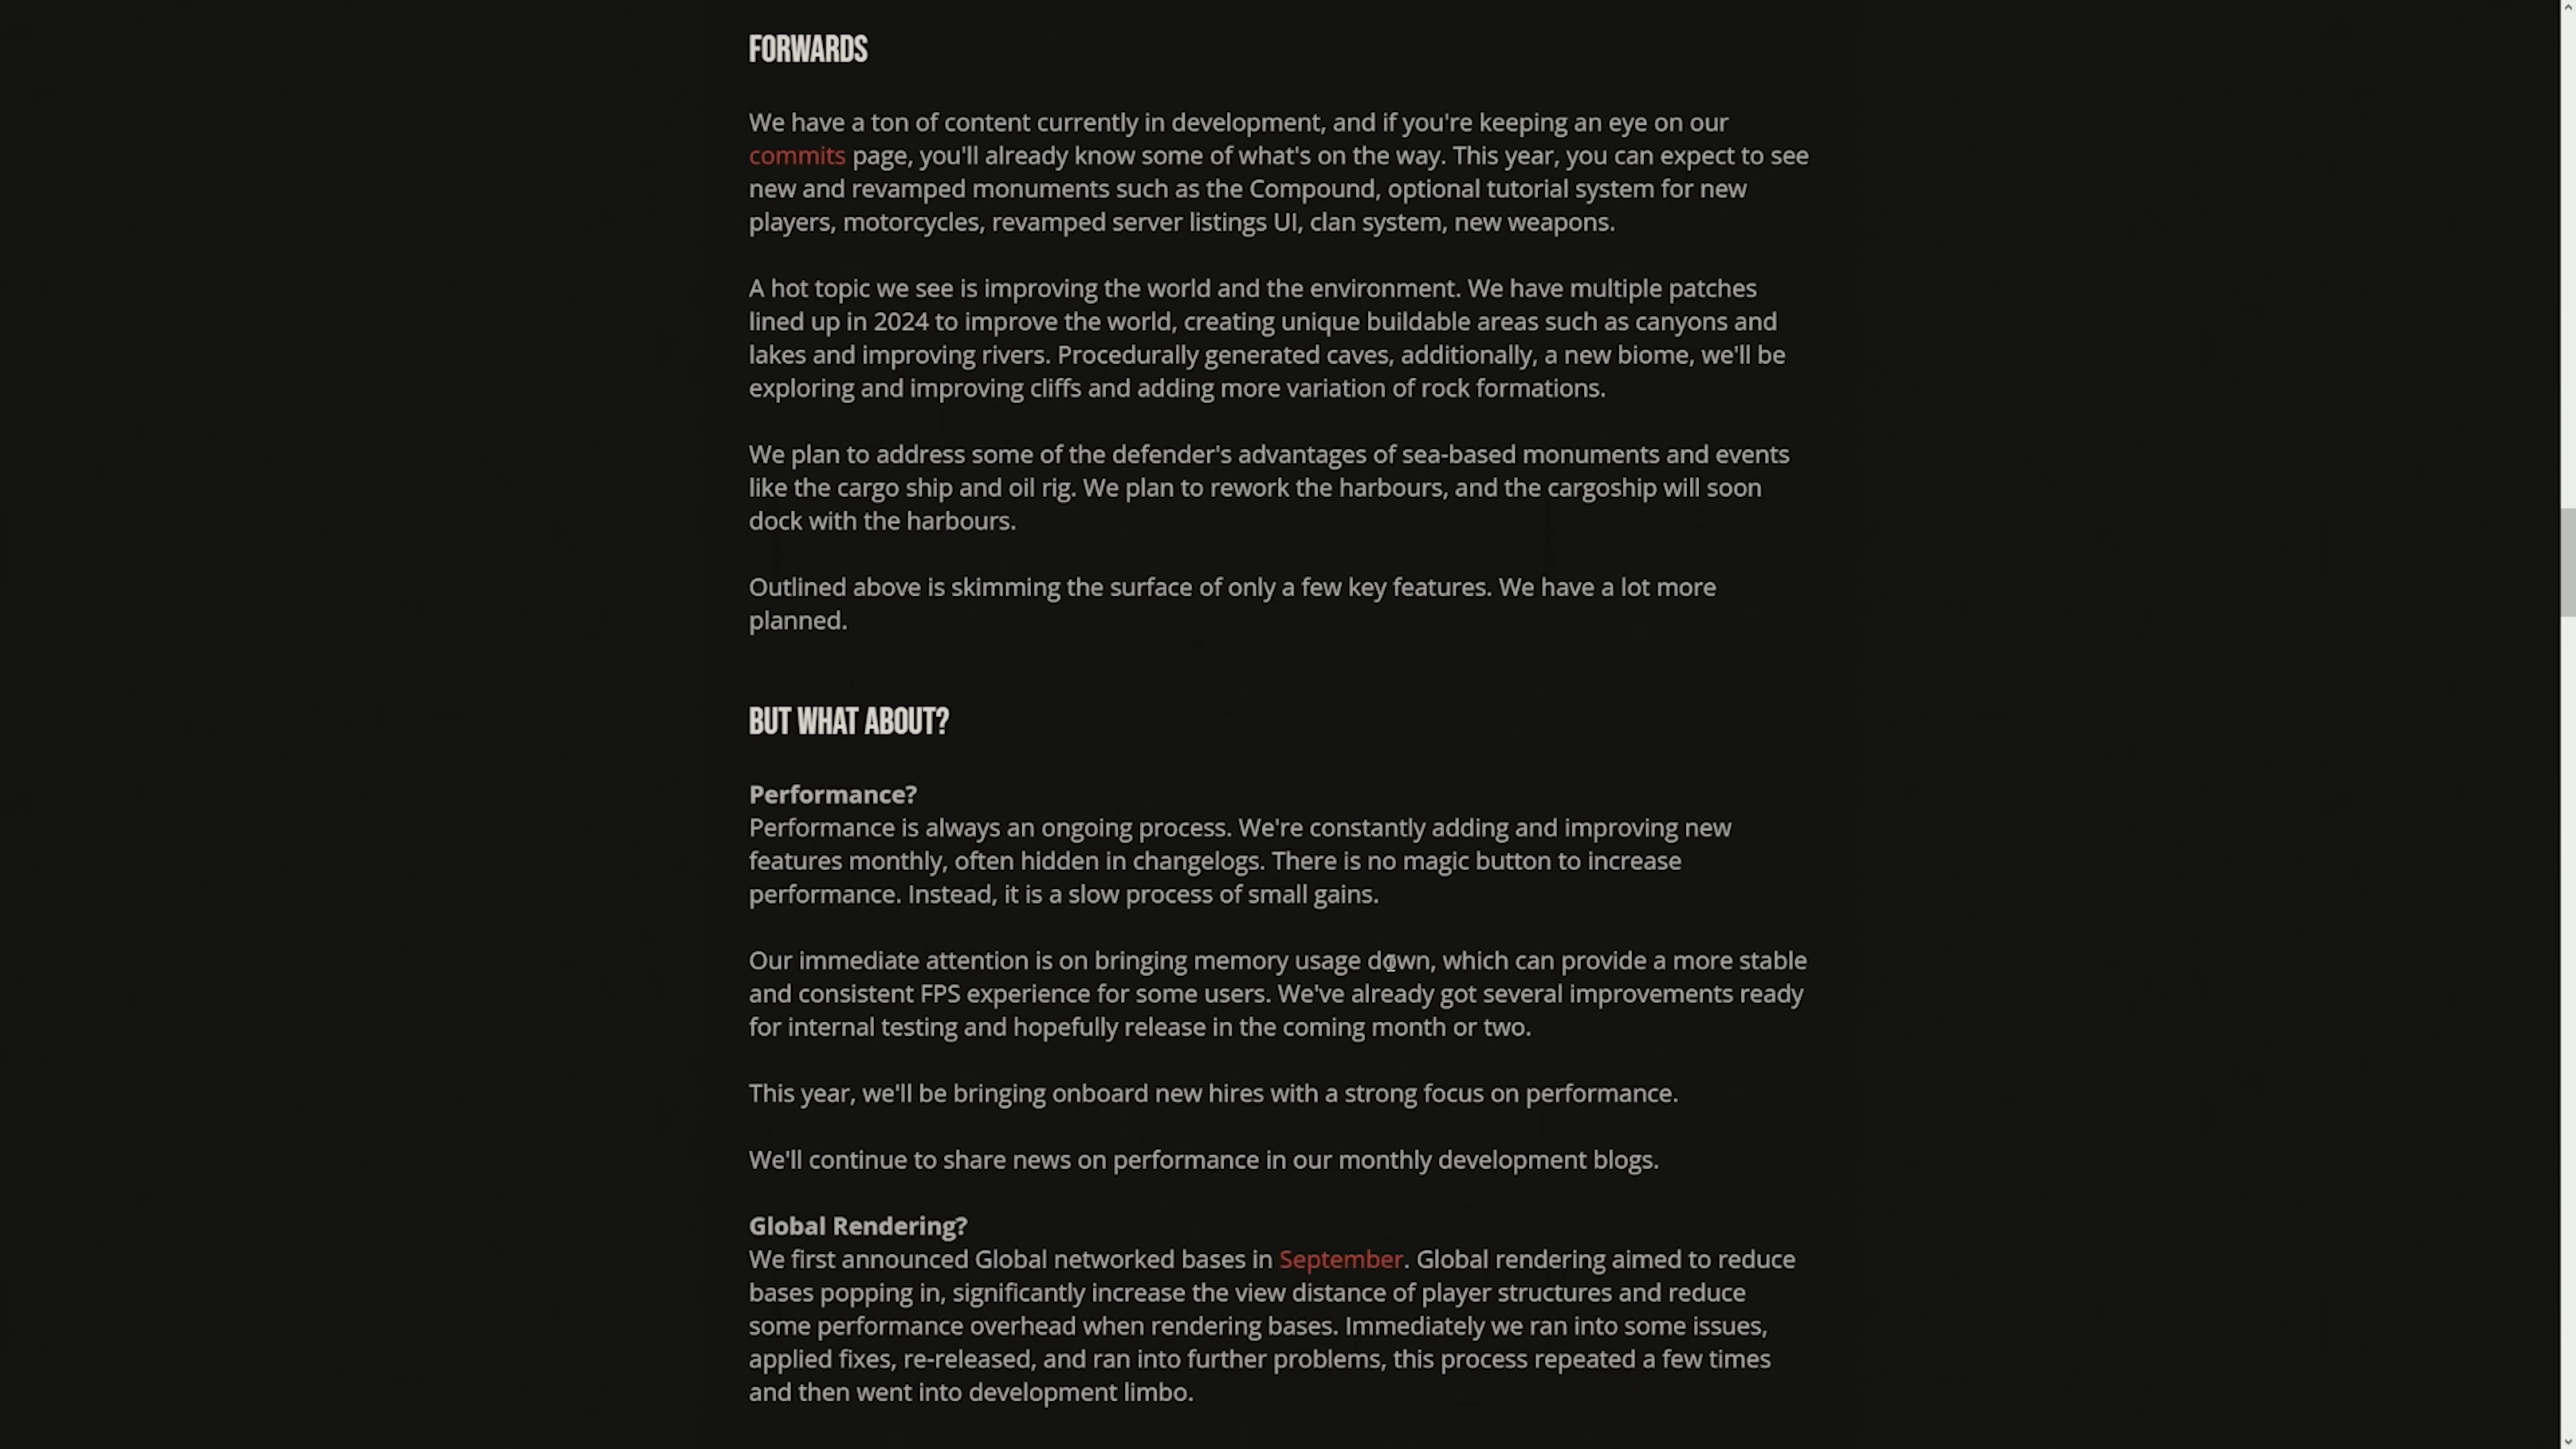 FORWARDS
We have a ton of content currently in development, and if you're keeping an eye on our
commits page, you'll already know some of what's on the way. This year, you can expect to see
new and revamped monuments such as the Compound, optional tutorial system for new
players, motorcycles, revamped server listings UI, clan system, new weapons.
A hot topic we see is improving the world and the environment. We have multiple patches
lined up in 2024 to improve the world, creating unique buildable areas such as canyons and
lakes and improving rivers. Procedurally generated caves, additionally, a new biome, we'll be
exploring and improving cliffs and adding more variation of rock formations.
We plan to address some of the defender's advantages of sea-based monuments and events
like the cargo ship and oil rig. We plan to rework the harbours, and the cargoship will soon
dock with the harbours.
Outlined above is skimming the surface of only a few key features. We have a lot more
planned.
BUT WHAT ABOUT?
Performance?
Performance is always an ongoing process. We're constantly adding and improving new
features monthly, often hidden in changelogs. There is no magic button to increase
performance. Instead, it is a slow process of small gains.
Our immediate attention is on bringing memory usage down, which can provide a more stable
and consistent FPS experience for some users. We've already got several improvements ready
for internal testing and hopefully release in the coming month or two.
This year, we'll be bringing onboard new hires with a strong focus on performance.
We'll continue to share news on performance in our monthly development blogs.
Global Rendering?
We first announced Global networked bases in September. Global rendering aimed to reduce
bases popping in, significantly increase the view distance of player structures and reduce
some performance overhead when rendering bases. Immediately we ran into some issues,
applied fixes, re-released, and ran into further problems, this process repeated a few times
and then went into development limbo.